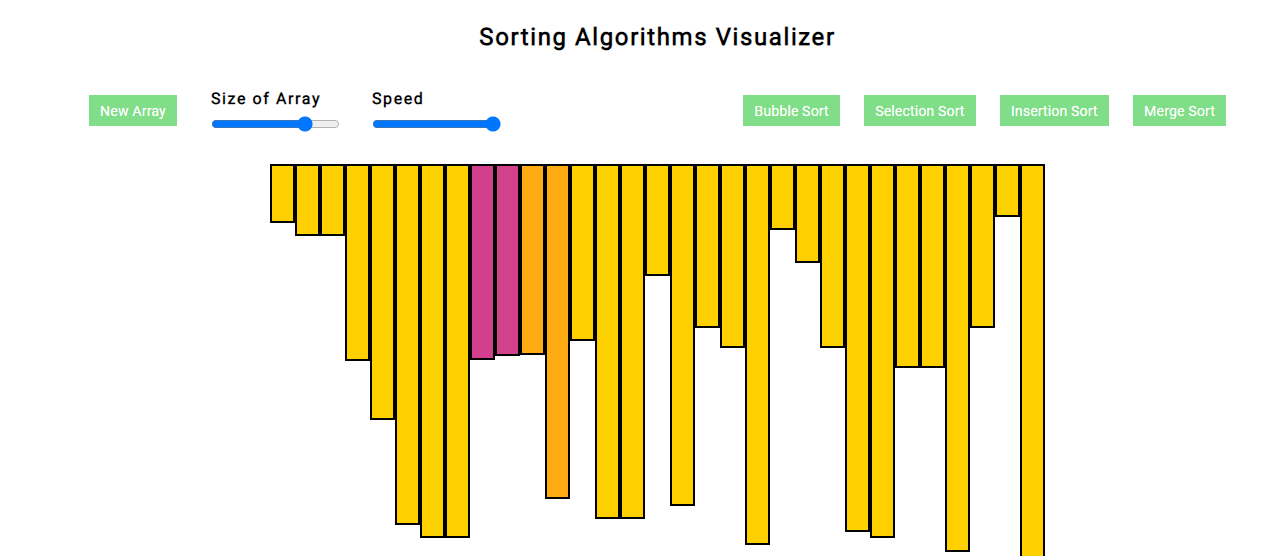 Sorting Algorithms Visualizer
New Array
Size of Array
Speed
Bubble Sort
Selection Sort
Insertion Sort
Merge Sort